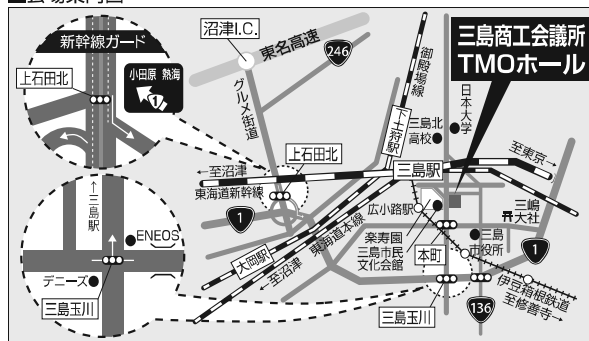 会場案内図
新幹線ガード
上石田北
小田原 熱海
1
沼津I.C.
東名高速
246
グルメ街道
御殿場線
下土狩駅
三島商工会議所
TMOホール
日本大学
三島北
高校
至東京→
←至沼津
東海道新幹線
上石田北
三島駅
1
広小路駅
三嶋
大社
大岡駅
東海道本線
←至沼津
楽寿園
三島市民
文化会館
本町
三島
市役所
1
←三島駅
ENEOS
デニーズ
三島玉川
三島玉川
136
伊豆箱根鉄道
至修善寺→